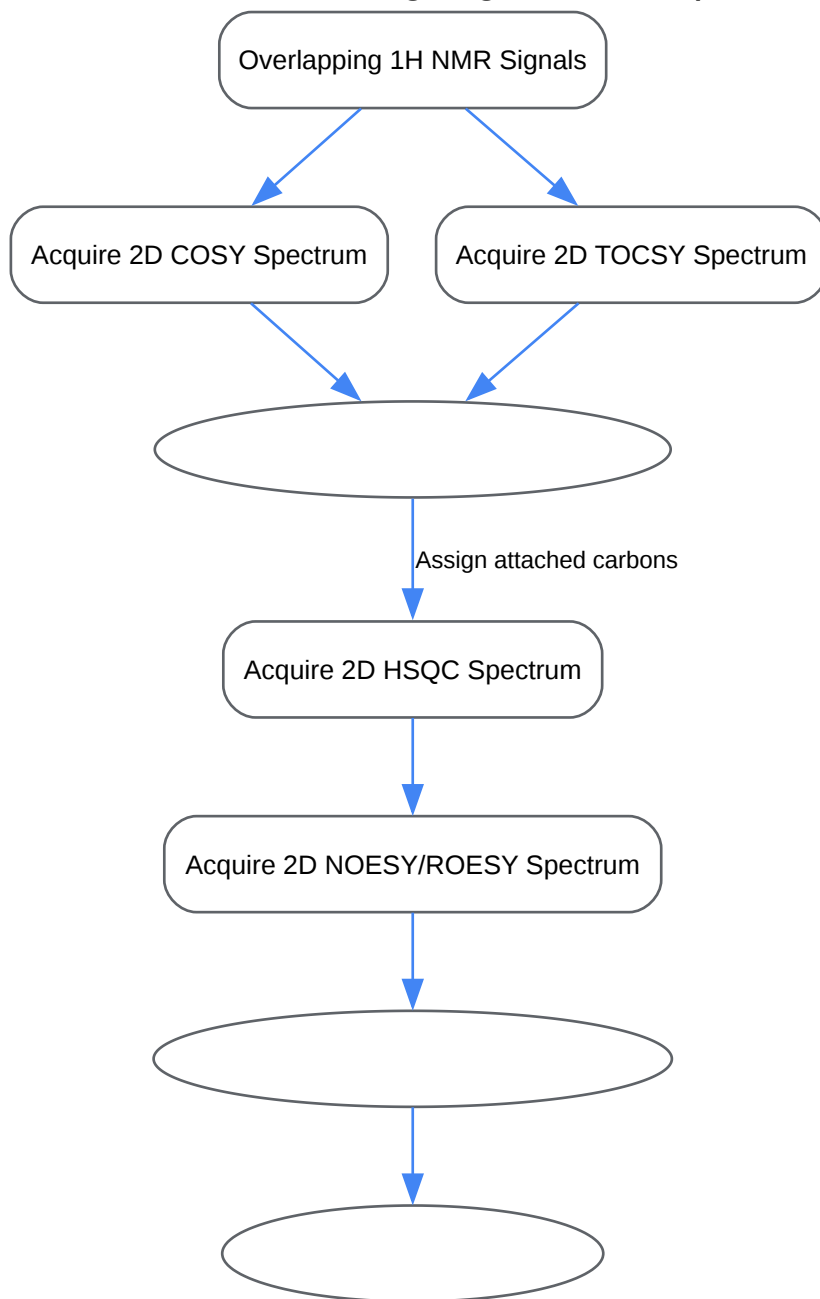 Overlapping 1H NMR Signals
Acquire 2D COSY Spectrum
Acquire 2D TOCSY Spectrum
Assign attached carbons
Acquire 2D HSQC Spectrum
Acquire 2D NOESY/ROESY Spectrum